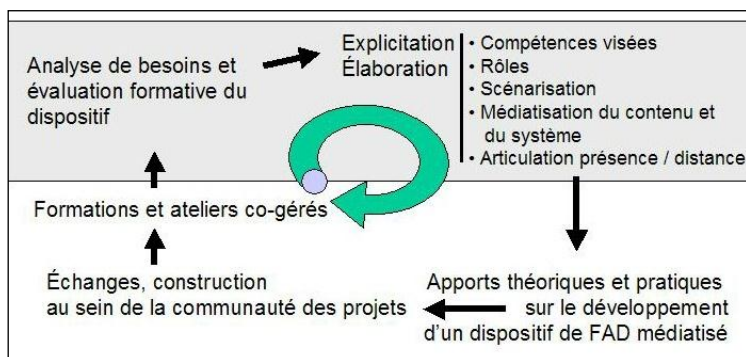 Analyse de besoins et
évaluation formative du
dispositif
Explicitation
Élaboration
• Compétences visées
• Rôles
• Scénarisation
• Médiatisation du contenu et
du système
• Articulation présence / distance
Formations et ateliers co-gérés
Échanges, construction
au sein de la communauté des projets
Apports théoriques et pratiques
sur le développement
d'un dispositif de FAD médiatisé